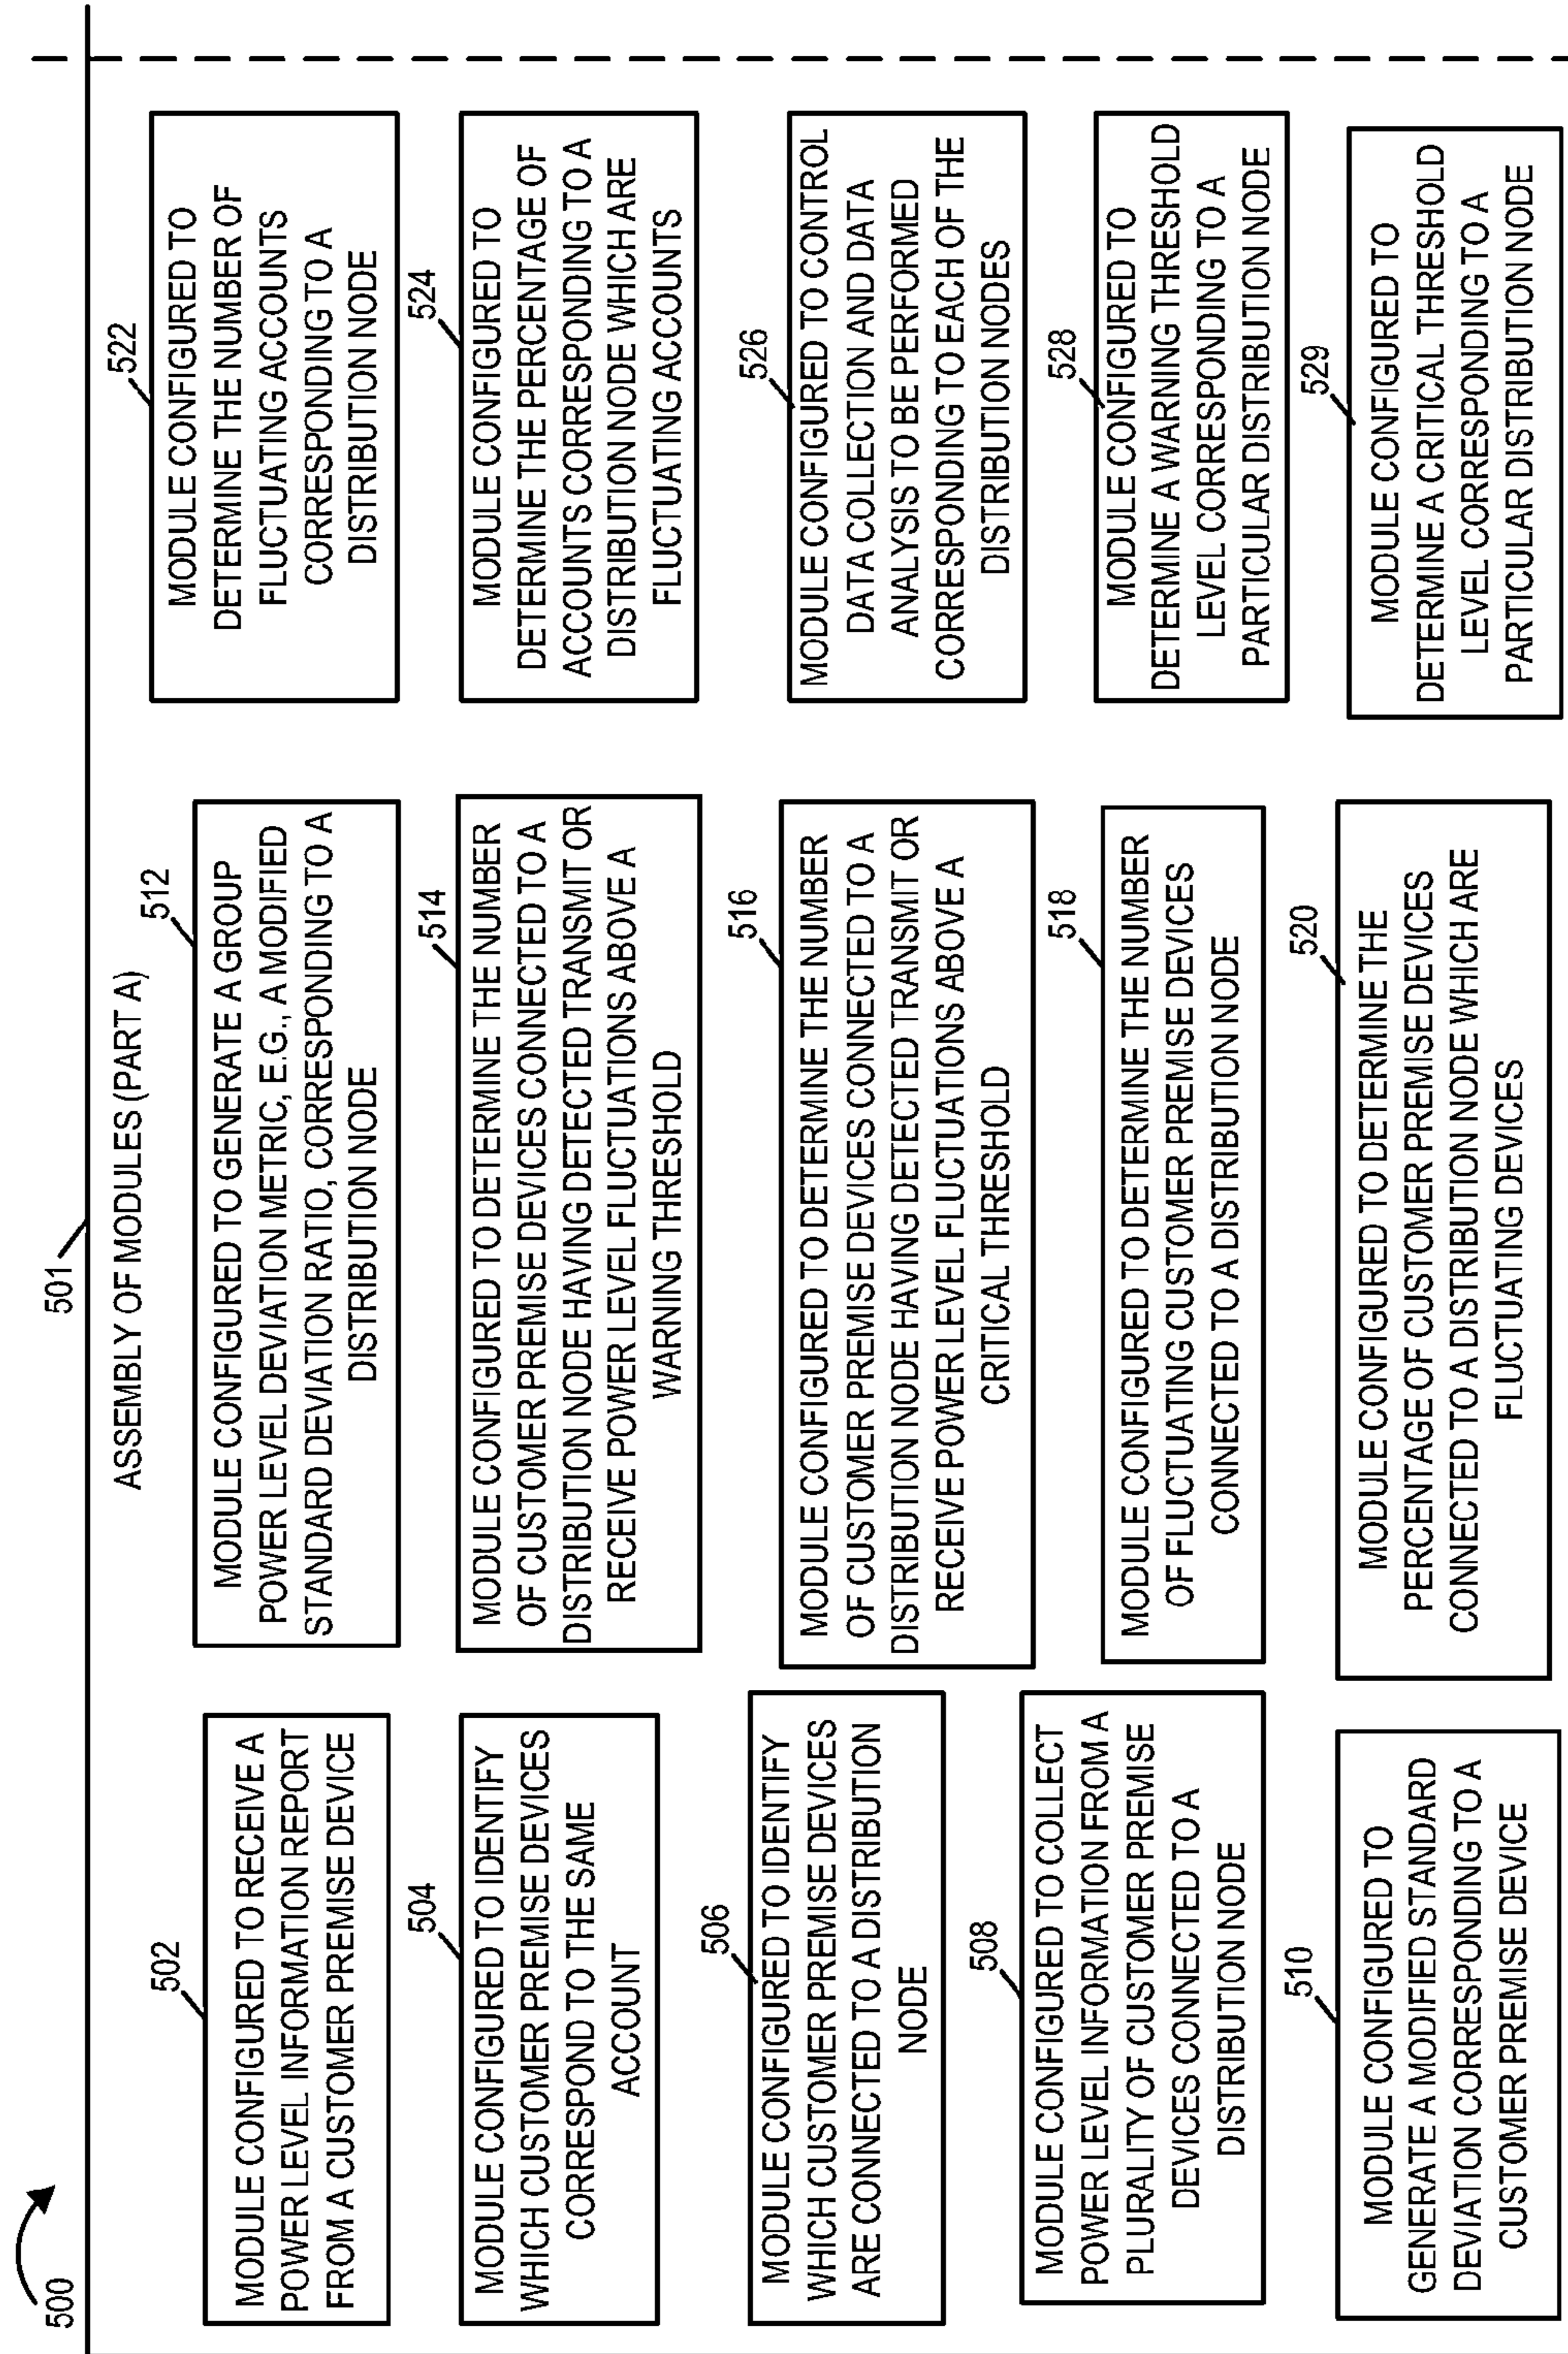 500
501
ASSEMBLY OF MODULES (PART A)
502
MODULE CONFIGURED TO RECEIVE A
POWER LEVEL INFORMATION REPORT
FROM A CUSTOMER PREMISE DEVICE
504
MODULE CONFIGURED TO IDENTIFY
WHICH CUSTOMER PREMISE DEVICES
CORRESPOND TO THE SAME
ACCOUNT
506
MODULE CONFIGURED TO IDENTIFY
WHICH CUSTOMER PREMISE DEVICES
ARE CONNECTED TO A DISTRIBUTION
NODE
508
MODULE CONFIGURED TO COLLECT
POWER LEVEL INFORMATION FROM A
PLURALITY OF CUSTOMER PREMISE
DEVICES CONNECTED TO A
DISTRIBUTION NODE
510
MODULE CONFIGURED TO
GENERATE A MODIFIED STANDARD
DEVIATION CORRESPONDING TO A
CUSTOMER PREMISE DEVICE
512
MODULE CONFIGURED TO GENERATE A GROUP
POWER LEVEL DEVIATION METRIC, E.G., A MODIFIED
STANDARD DEVIATION RATIO, CORRESPONDING TO A
DISTRIBUTION NODE
514
MODULE CONFIGURED TO DETERMINE THE NUMBER
OF CUSTOMER PREMISE DEVICES CONNECTED TO A
DISTRIBUTION NODE HAVING DETECTED TRANSMIT OR
RECEIVE POWER LEVEL FLUCTUATIONS ABOVE A
WARNING THRESHOLD
516
MODULE CONFIGURED TO DETERMINE THE NUMBER
OF CUSTOMER PREMISE DEVICES CONNECTED TO A
DISTRIBUTION NODE HAVING DETECTED TRANSMIT OR
RECEIVE POWER LEVEL FLUCTUATIONS ABOVE A
CRITICAL THRESHOLD
518
MODULE CONFIGURED TO DETERMINE THE NUMBER
OF FLUCTUATING CUSTOMER PREMISE DEVICES
CONNECTED TO A DISTRIBUTION NODE
520
MODULE CONFIGURED TO DETERMINE THE
PERCENTAGE OF CUSTOMER PREMISE DEVICES
CONNECTED TO A DISTRIBUTION NODE WHICH ARE
FLUCTUATING DEVICES
522
MODULE CONFIGURED TO
DETERMINE THE NUMBER OF
FLUCTUATING ACCOUNTS
CORRESPONDING TO A
DISTRIBUTION NODE
524
MODULE CONFIGURED TO
DETERMINE THE PERCENTAGE OF
ACCOUNTS CORRESPONDING TO A
DISTRIBUTION NODE WHICH ARE
FLUCTUATING ACCOUNTS
526
MODULE CONFIGURED TO CONTROL
DATA COLLECTION AND DATA
ANALYSIS TO BE PERFORMED
CORRESPONDING TO EACH OF THE
DISTRIBUTION NODES
528
MODULE CONFIGURED TO
DETERMINE A WARNING THRESHOLD
LEVEL CORRESPONDING TO A
PARTICULAR DISTRIBUTION NODE
529
MODULE CONFIGURED TO
DETERMINE A CRITICAL THRESHOLD
LEVEL CORRESPONDING TO A
PARTICULAR DISTRIBUTION NODE